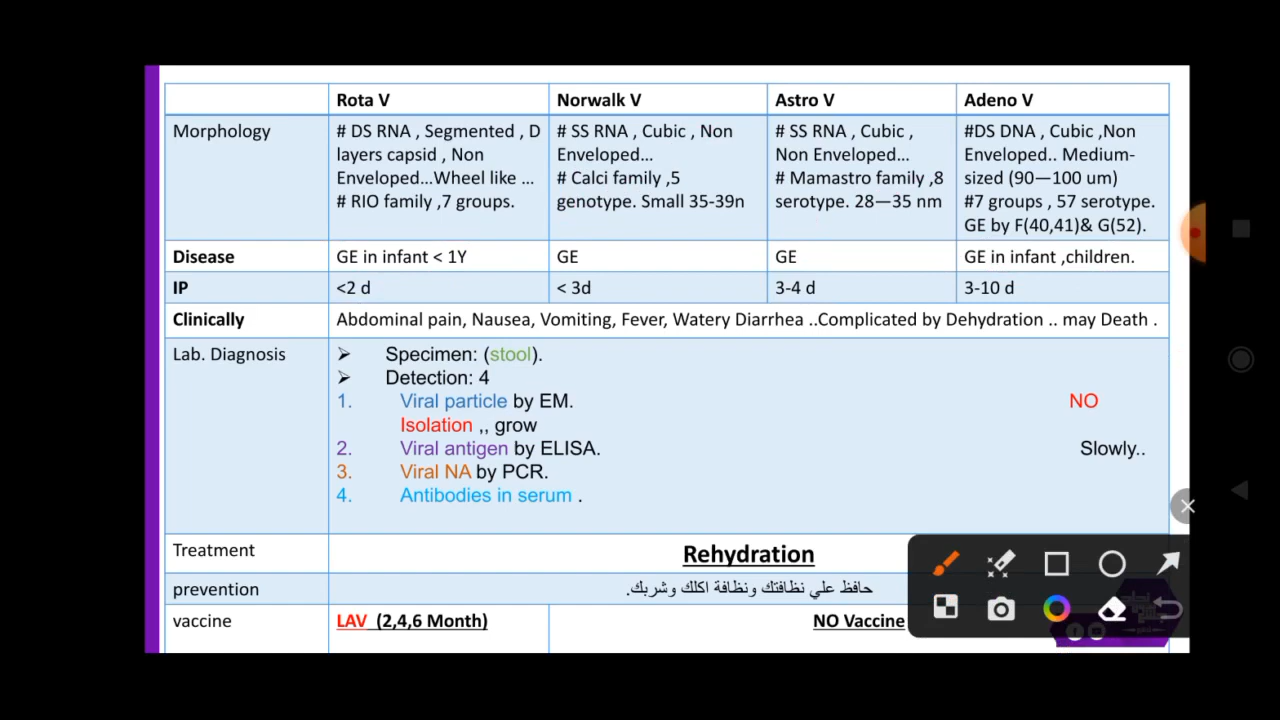 Rota V
Norwalk V
Astro V
Adeno V
Morphology
# DS RNA , Segmented , D
layers capsid , Non
Enveloped...Wheel like ...
# RIO family ,7 groups.
# SS RNA , Cubic , Non
Enveloped...
# Calci family ,5
genotype. Small 35-39n
# SS RNA , Cubic ,
Non Enveloped...
# Mamastro family ,8
serotype. 28—35 nm
#DS DNA , Cubic ,Non
Enveloped.. Medium-
sized (90—100 um)
#7 groups , 57 serotype.
GE by F(40,41)& G(52).
Disease
GE in infant < 1Y
GE
GE
GE in infant ,children.
IP
<2 d
< 3d
3-4 d
3-10 d
Clinically
Abdominal pain, Nausea, Vomiting, Fever, Watery Diarrhea ..Complicated by Dehydration .. may Death .
Lab. Diagnosis
➢ Specimen: (stool).
➢ Detection: 4
1. Viral particle by EM. NO
Isolation ,, grow
2. Viral antigen by ELISA. Slowly..
3. Viral NA by PCR.
4. Antibodies in serum .
Treatment
Rehydration
prevention
حافظ علي نظافتك ونظافة اكلك وشربك.
vaccine
LAV (2,4,6 Month)
NO Vaccine